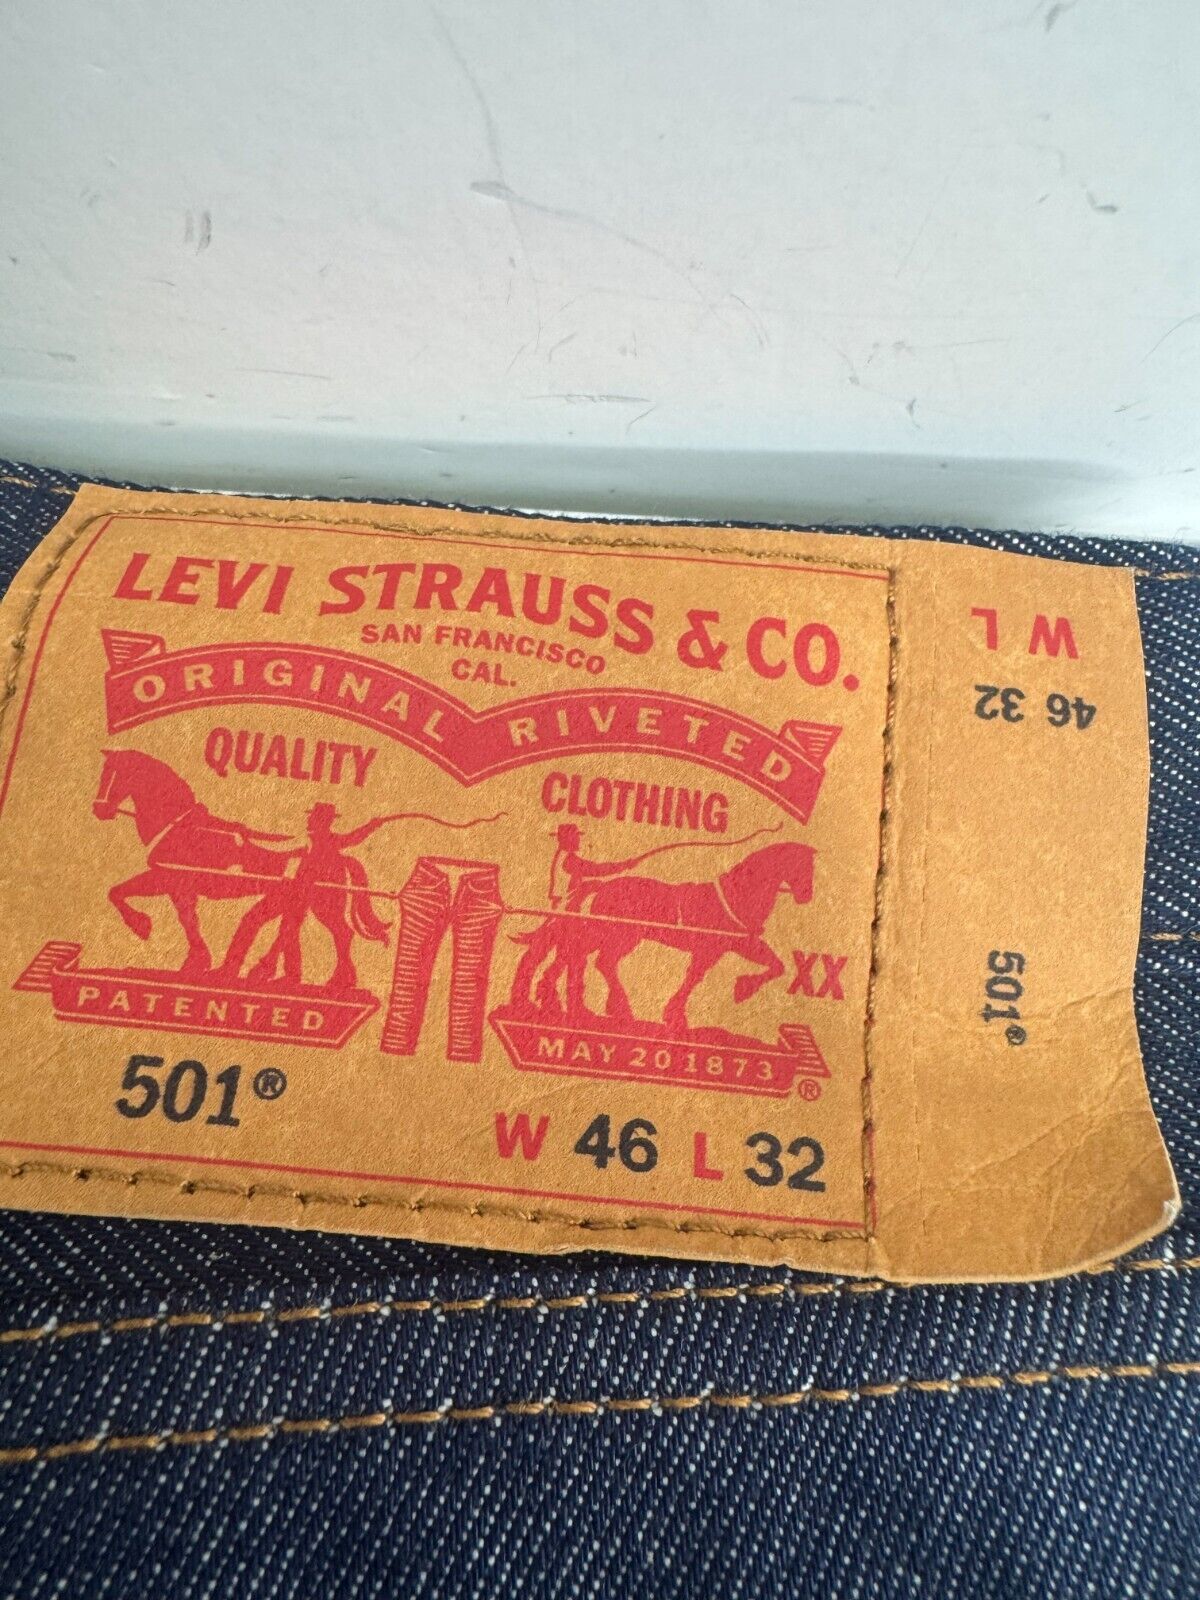 LEVI STRAUSS & CO.
SAN FRANCISCO
CAL.
ORIGINAL RIVETED
QUALITY CLOTHING
XX
PATENTED
MAY 20 1873 ®
501®
W 46 L 32
W L
46 32
501®